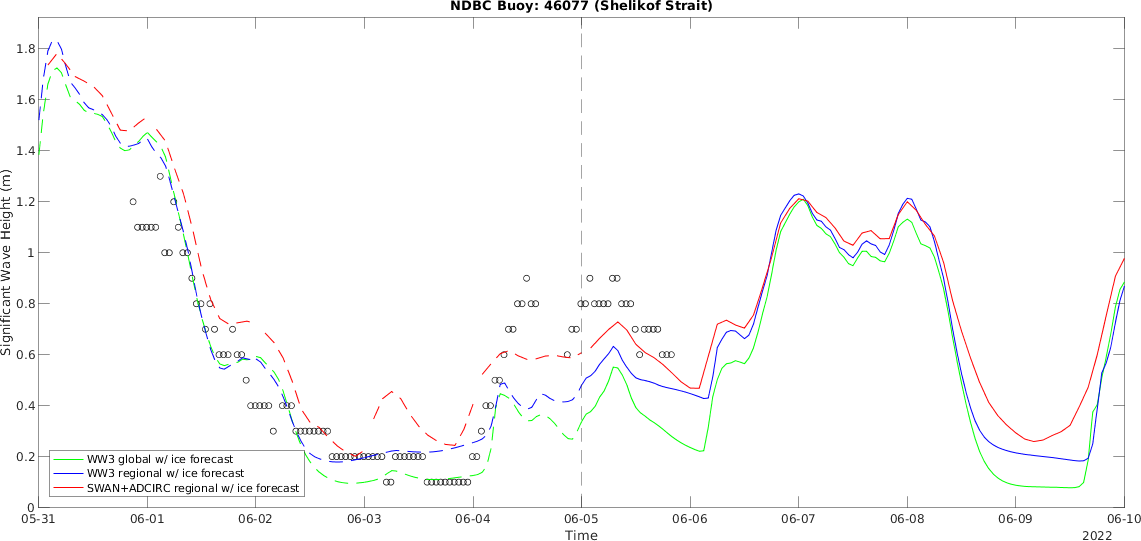 NDBC Buoy: 46077 (Shelikof Strait)
Significant Wave Height (m)
1.8
1.6
1.4
1.2
1
0.8
0.6
0.4
0.2
0
WW3 global w/ ice forecast
WW3 regional w/ ice forecast
SWAN+ADCIRC regional w/ ice forecast
05-31 06-01 06-02 06-03 06-04 06-05 06-06 06-07 06-08 06-09 06-10
Time
2022